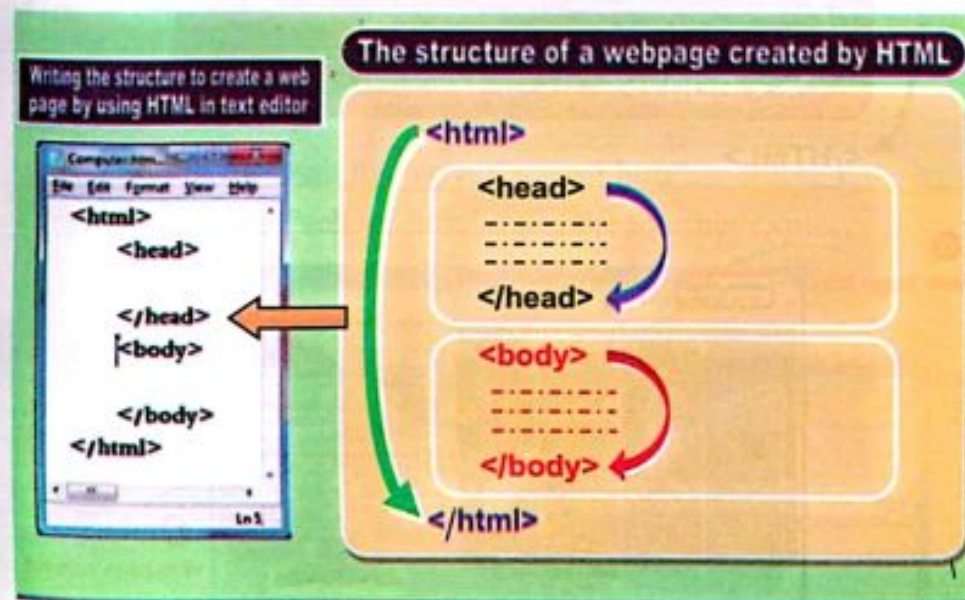 The structure of a webpage created by HTML
Writing the structure to create a web
page by using HTML in text editor
File Edit Format View Help
<html>
<head>
</head>
<body>
</body>
</html>
Ln 5,
<html>
<head>
</head>
<body>
</body>
</html>